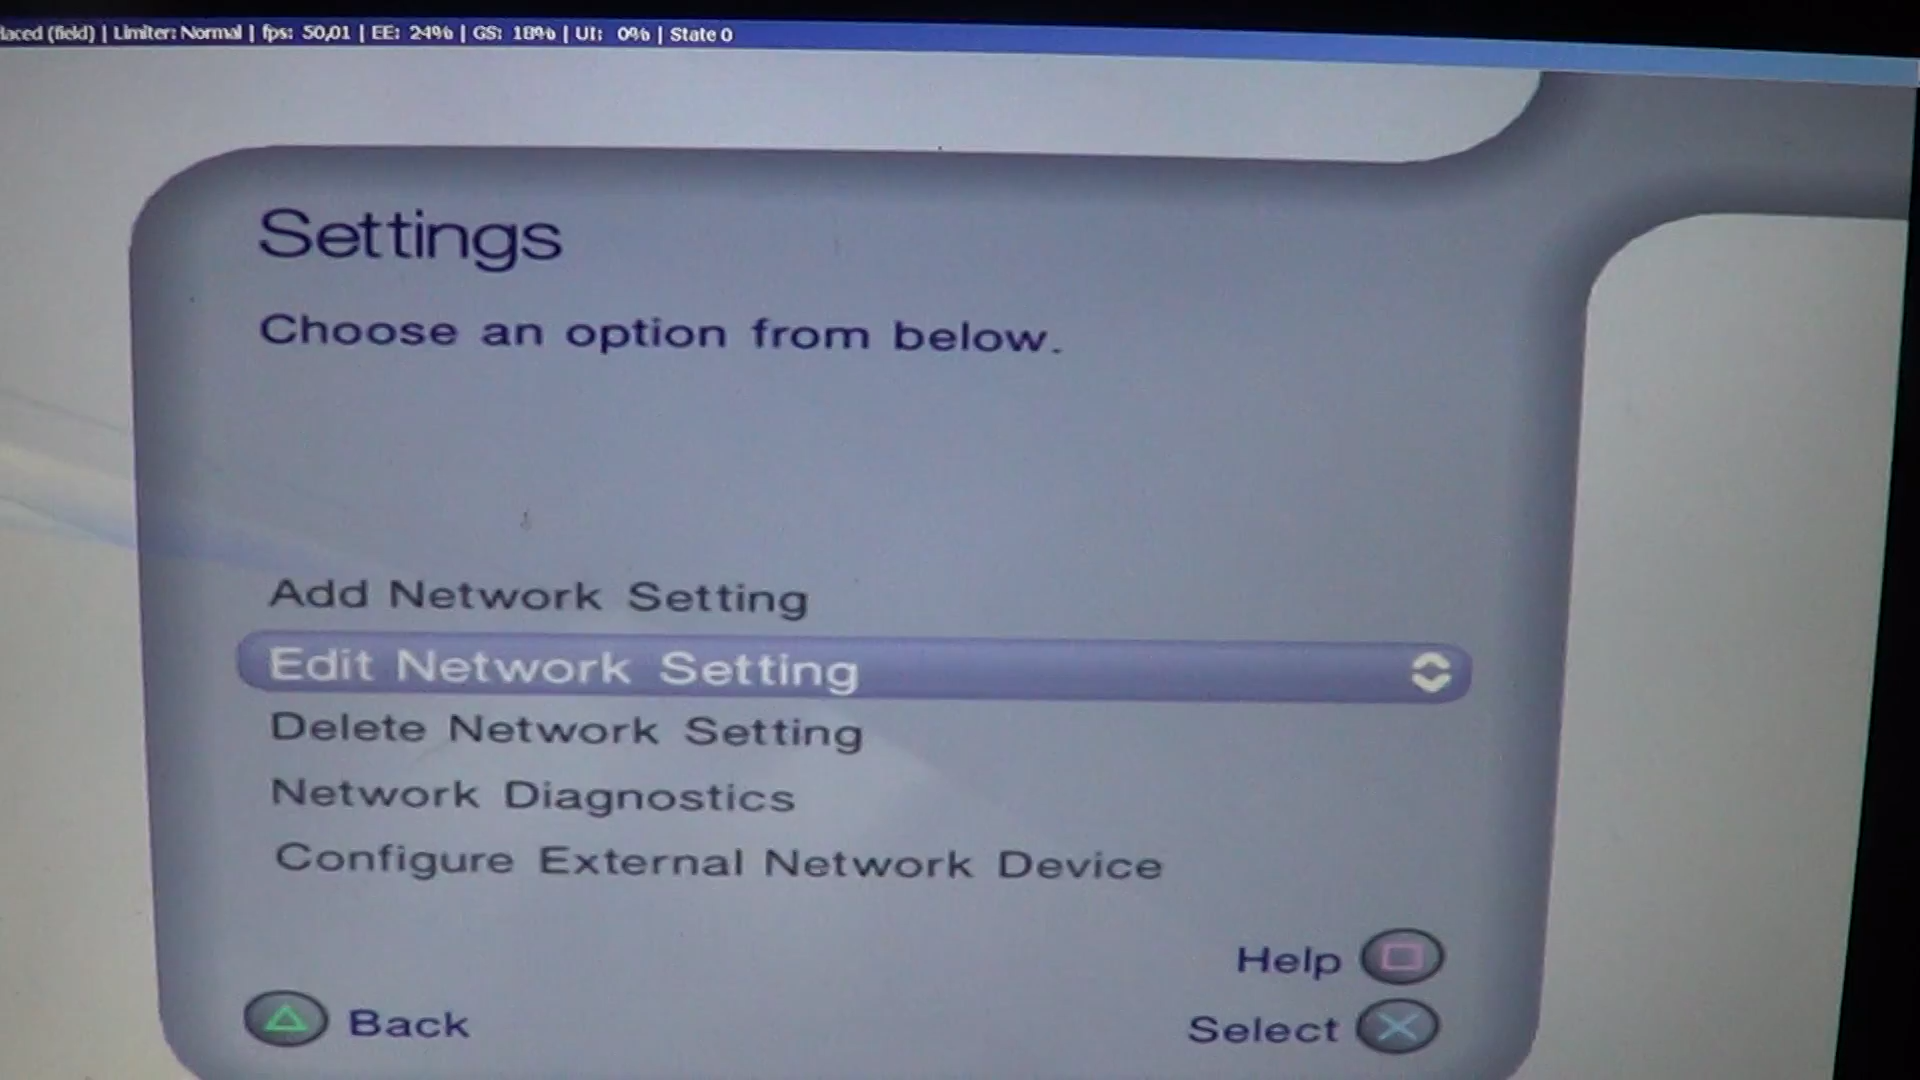 (field) | Limiter: Normal | fps: 50,01 | EE: 24% | GS: 18% | UI: 0% | State 0
Settings
Choose an option from below.
Add Network Setting
Edit Network Setting
Delete Network Setting
Network Diagnostics
Configure External Network Device
Help
Back
Select